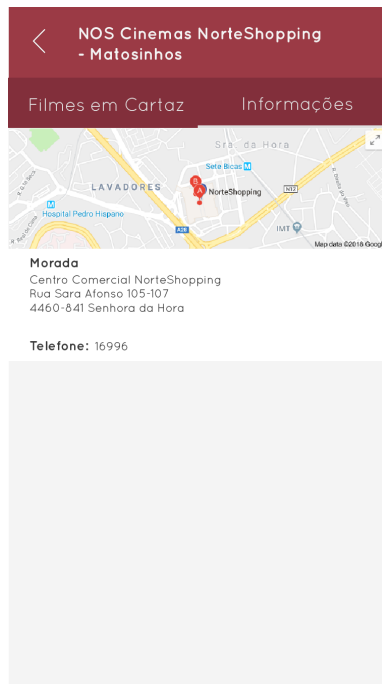 NOS Cinemas NorteShopping
- Matosinhos
Filmes em Cartaz
Informações
Sra. da Hora
Sete Bicas M
LAVADORES
B
A
NorteShopping
N12
M
Hospital Pedro Hispano
A28
IMT
Map data ©2018 Googl
Morada
Centro Comercial NorteShopping
Rua Sara Afonso 105-107
4460-841 Senhora da Hora
Telefone: 16996